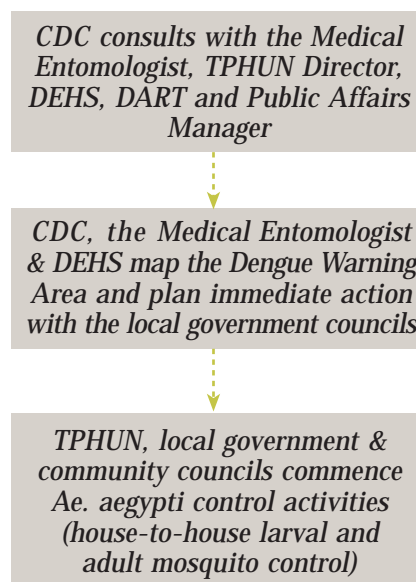 CDC consults with the Medical
Entomologist, TPHUN Director,
DEHS, DART and Public Affairs
Manager
CDC, the Medical Entomologist
& DEHS map the Dengue Warning
Area and plan immediate action
with the local government councils
TPHUN, local government &
community councils commence
Ae. aegypti control activities
(house-to-house larval and
adult mosquito control)